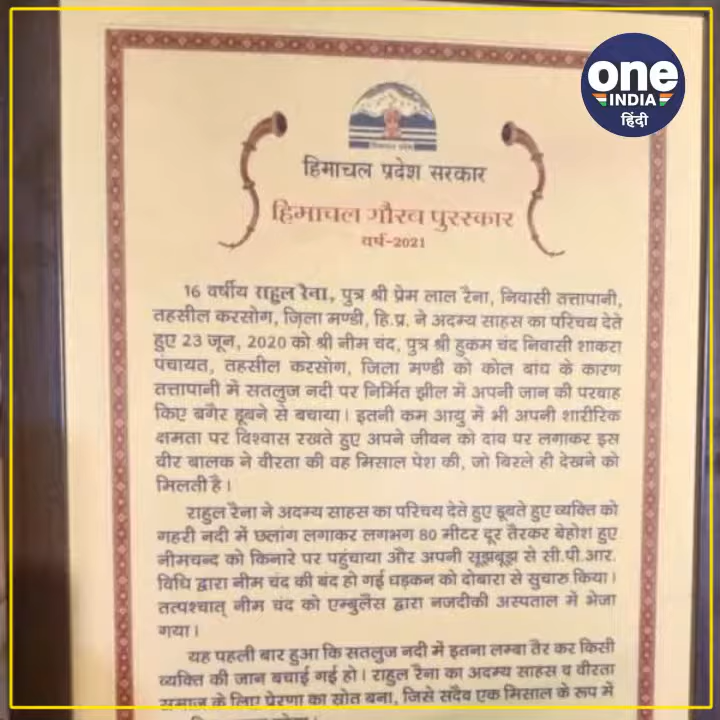 one
INDIA
हिंदी
हिमाचल प्रदेश सरकार
हिमाचल गौरव पुरस्कार
वर्ष-2021
16 वर्षीय राहुल रैना, पुत्र श्री प्रेम लाल रैना, निवासी तत्तापानी,
तहसील करसोग, ज़िला मण्डी, हि.प्र. ने अदम्य साहस का परिचय देते
हुए 23 जून, 2020 को श्री नीम चंद, पुत्र श्री हुकम चंद निवासी शाकरा
पंचायत, तहसील करसोग, जिला मण्डी को कोल बांध के कारण
तत्तापानी में सतलुज नदी पर निर्मित झील में अपनी जान की परवाह
किए बगैर डूबने से बचाया। इतनी कम आयु में भी अपनी शारीरिक
क्षमता पर विश्वास रखते हुए अपने जीवन को दाव पर लगाकर इस
वीर बालक ने वीरता की वह मिसाल पेश की, जो बिरले ही देखने को
मिलती है।
राहुल रैना ने अदम्य साहस का परिचय देते हुए डूबते हुए व्यक्ति को
गहरी नदी में छलांग लगाकर लगभग 80 मीटर दूर तैरकर बेहोश हुए
नीमचन्द को किनारे पर पहुंचाया और अपनी सूझबूझ से सी.पी.आर.
विधि द्वारा नीम चंद की बंद हो गई धड़कन को दोबारा से सुचारु किया।
तत्पश्चात् नीम चंद को एम्बुलैंस द्वारा नजदीकी अस्पताल में भेजा
गया।
यह पहली बार हुआ कि सतलुज नदी में इतना लम्बा तैर कर किसी
व्यक्ति की जान बचाई गई हो। राहुल रैना का अदम्य साहस व वीरता
समाज के लिए प्रेरणा का स्रोत बना, जिसे सदैव एक मिसाल के रूप में